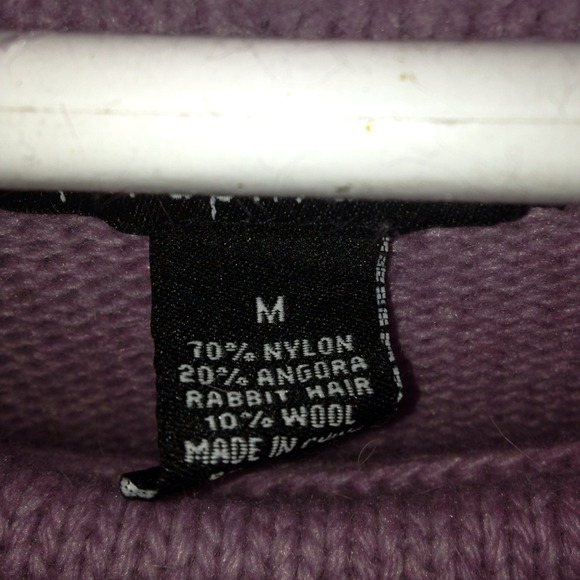 M
70% NYLON
20% ANGORA
RABBIT HAIR
10% WOOL
MADE IN